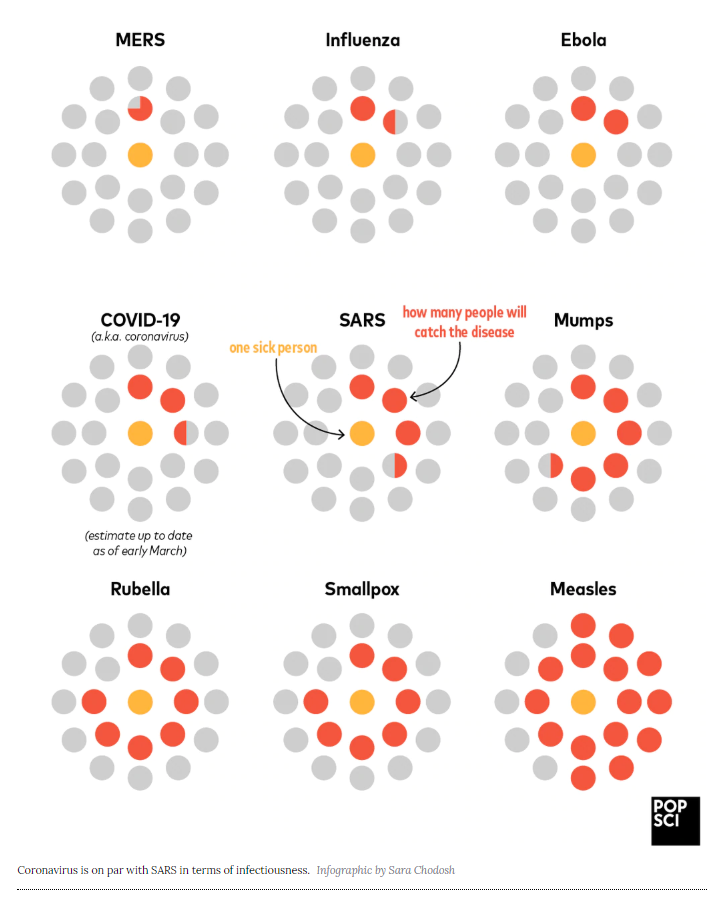 MERS
Influenza
Ebola
COVID-19
(a.k.a. coronavirus)
SARS
Mumps
one sick person
how many people will
catch the disease
(estimate up to date
as of early March)
Rubella
Smallpox
Measles
POP
SCI
Coronavirus is on par with SARS in terms of infectiousness. Infographic by Sara Chodosh